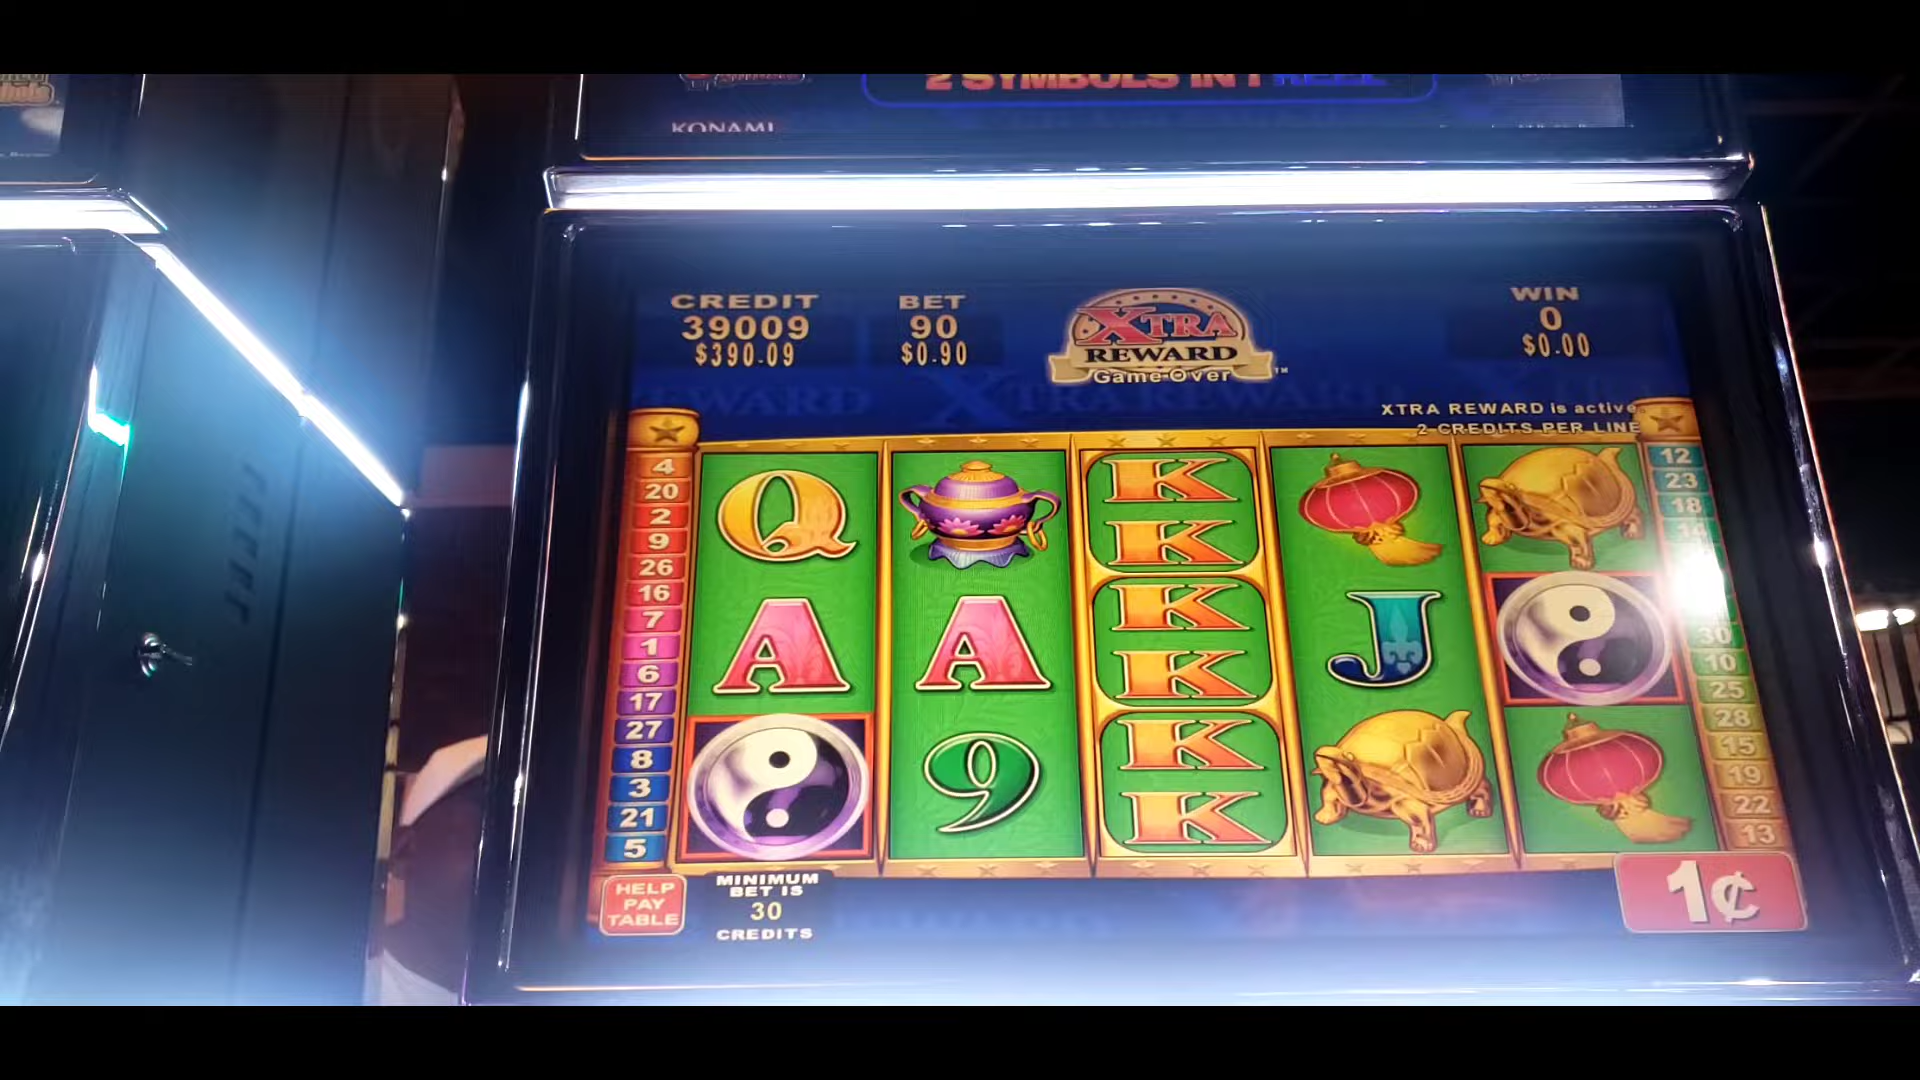 2 SYMBOLS IN 1 REEL
KONAMI
CREDIT
39009
$390.09
BET
90
$0.90
XTRA
REWARD
Game Over
TM
WIN
0
$0.00
XTRA REWARD is active.
2 CREDITS PER LINE
4
20
2
9
26
16
7
1
6
17
27
8
3
21
5
Q
K
K
A
A
K
J
K
9
K
K
12
23
18
14
30
10
25
28
15
19
22
13
HELP
PAY
TABLE
MINIMUM
BET IS
30
CREDITS
1¢